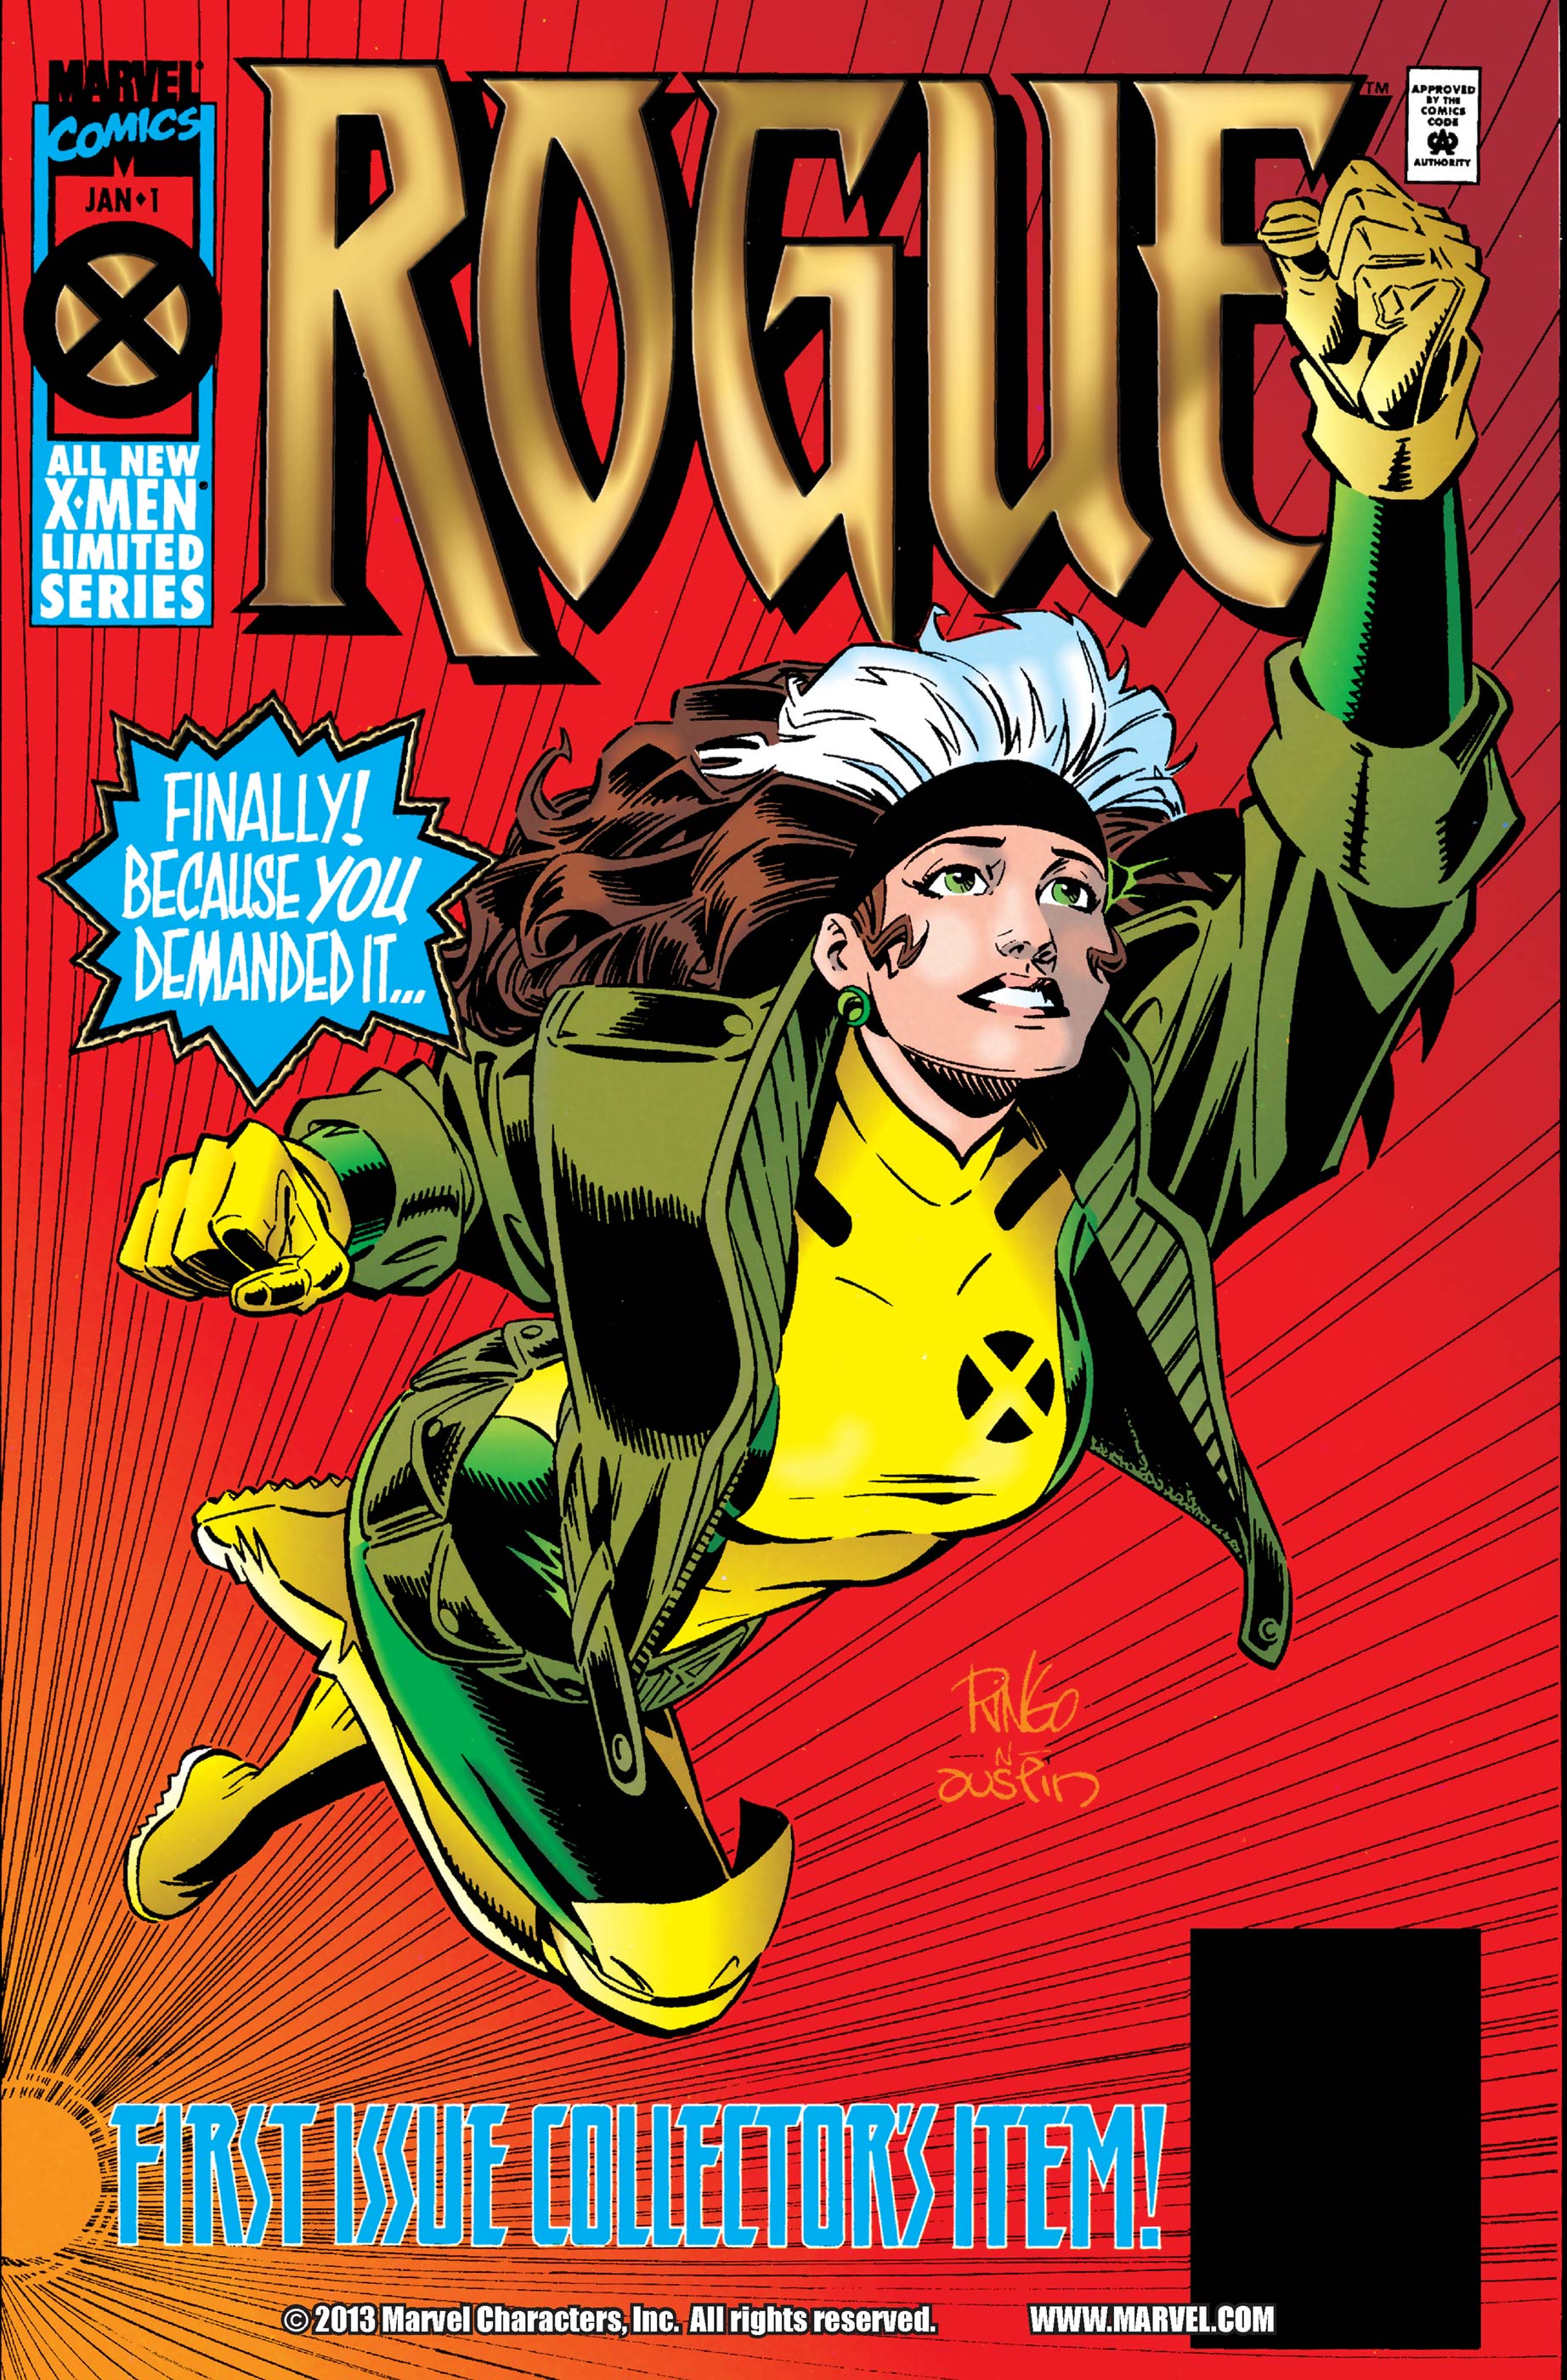 MARVEL
COMICS
JAN♦1
ALL NEW
X·MEN
LIMITED
SERIES
ROGUE™
APPROVED
BY THE
COMICS
CODE
AUTHORITY
FINALLY!
BECAUSE YOU
DEMANDED IT...
RINGO
N
AUSTIN
FIRST ISSUE COLLECTOR'S ITEM!
© 2013 Marvel Characters, Inc. All rights reserved. WWW.MARVEL.COM